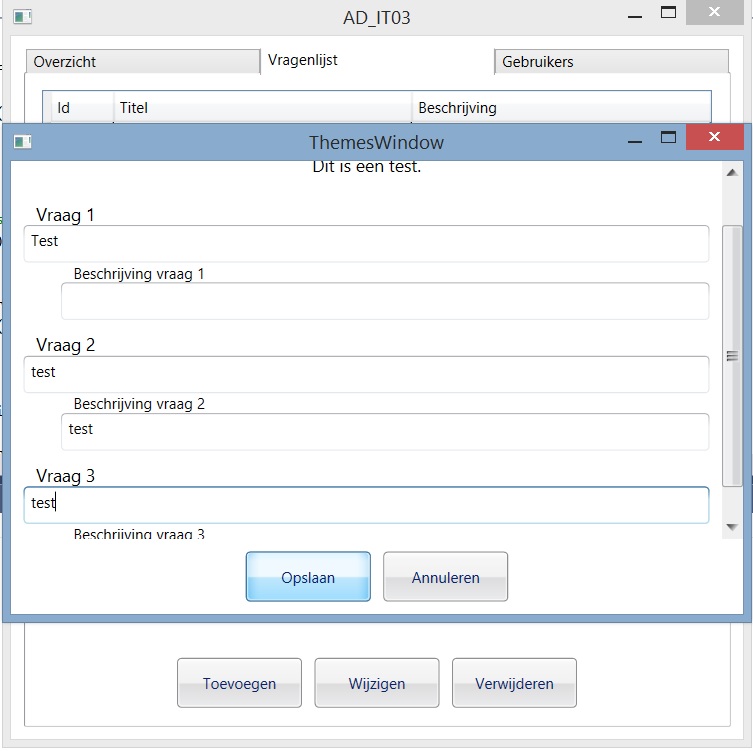 AD_IT03
Overzicht
Vragenlijst
Gebruikers
Id
Titel
Beschrijving
ThemesWindow
Dit is een test.
Vraag 1
Test
Beschrijving vraag 1
Vraag 2
test
Beschrijving vraag 2
test
Vraag 3
test
Beschrijving vraag 3
Opslaan
Annuleren
Toevoegen
Wijzigen
Verwijderen